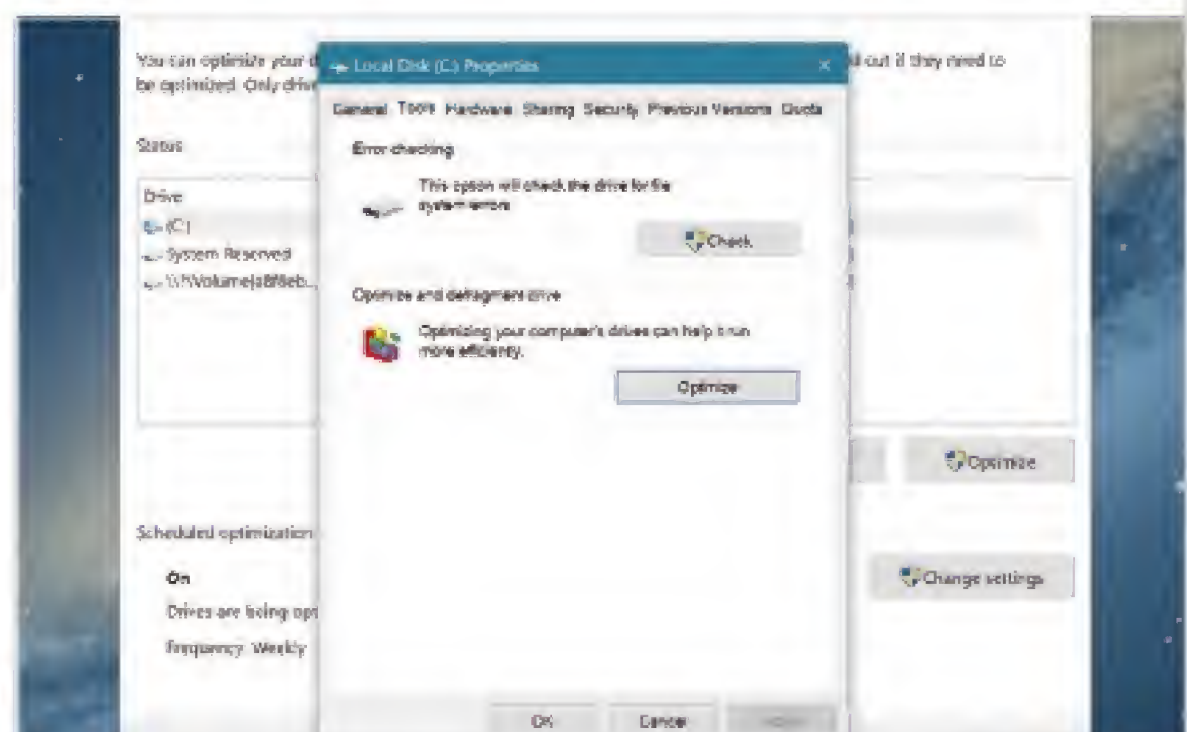 You can optimize your d
out if they need to
be optimized. Only driv
Local Disk (C:) Properties
General Tools Hardware Sharing Security Previous Versions Quota
Status
Error checking
This option will check the drive for file
system errors.
Check
Drive
(C:)
System Reserved
Optimize and defragment drive
Optimizing your computer's drives can help it run
more efficiently.
Optimize
Optimize
Scheduled optimization
On
Change settings
Drives are being opt
Frequency: Weekly
OK
Cancel